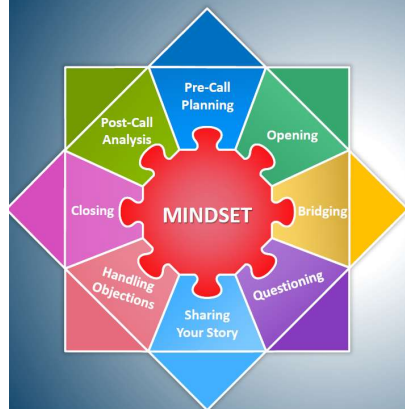 Pre-Call
Planning
Opening
Bridging
Questioning
Sharing
Your Story
Handling
Objections
Closing
Post-Call
Analysis
MINDSET